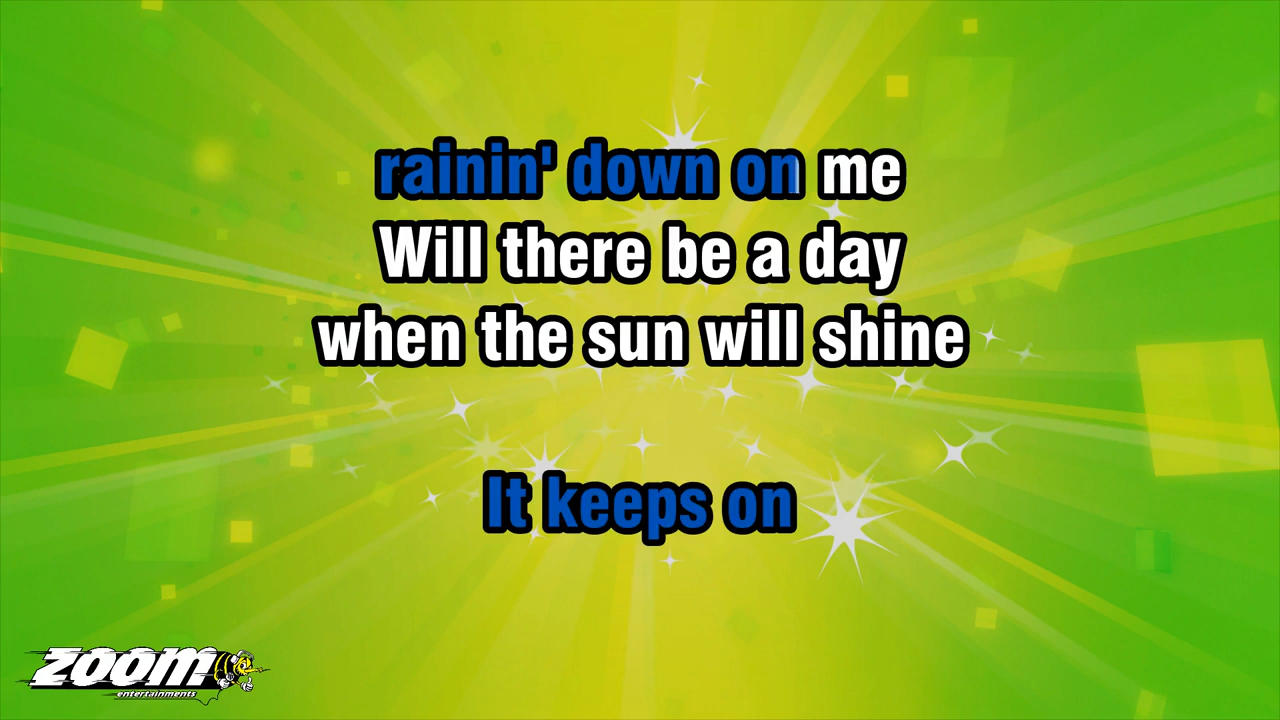 rainin' down on me
Will there be a day
when the sun will shine
It keeps on
zoom
entertainments